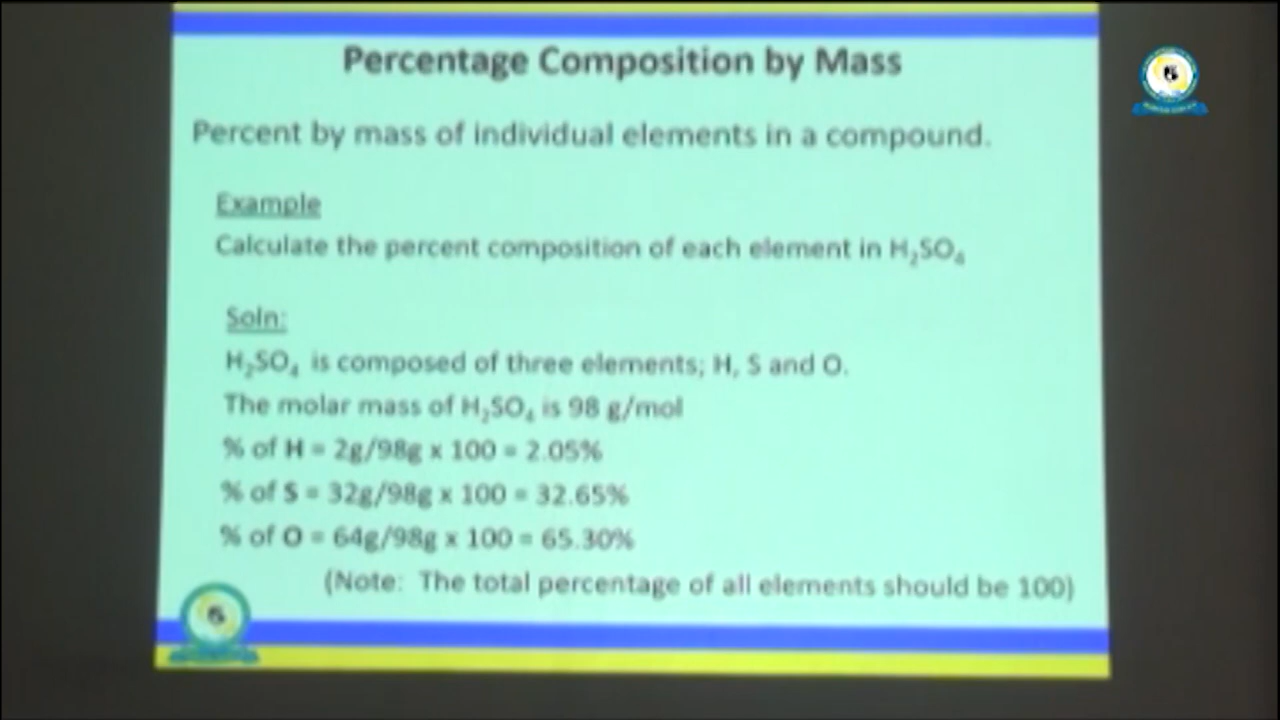 Percentage Composition by Mass
Percent by mass of individual elements in a compound.
Example
Calculate the percent composition of each element in H₂SO₄
Soln:
H₂SO₄ is composed of three elements; H, S and O.
The molar mass of H₂SO₄ is 98 g/mol
% of H = 2g/98g x 100 = 2.05%
% of S = 32g/98g x 100 = 32.65%
% of O = 64g/98g x 100 = 65.30%
(Note: The total percentage of all elements should be 100)